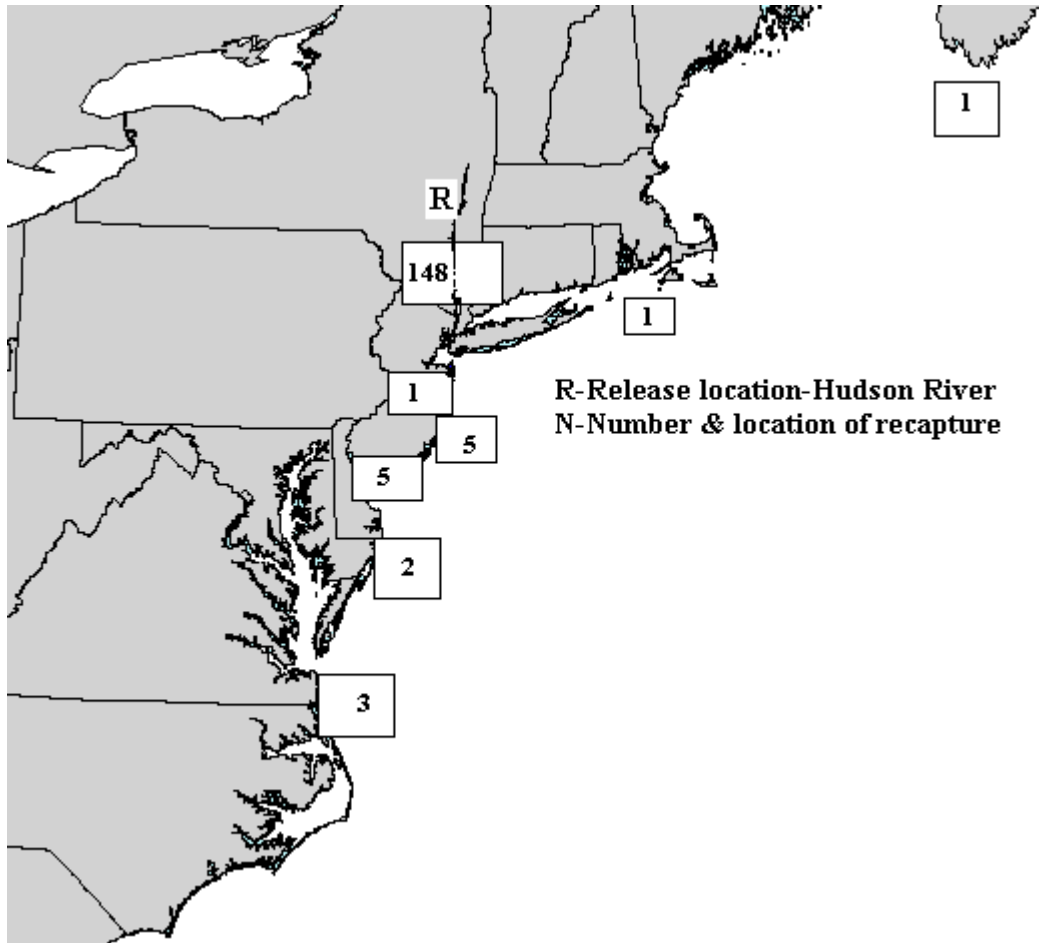 1
R
148
1
R-Release location-Hudson River
N-Number & location of recapture
1
5
5
2
3